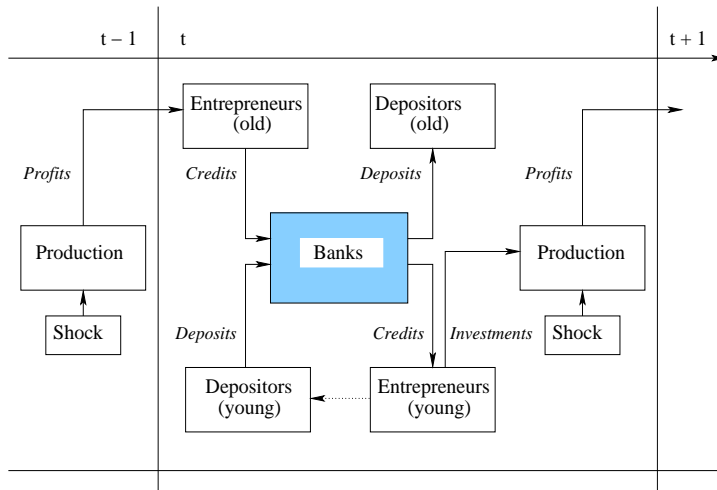 t – 1
t
t + 1
Entrepreneurs
(old)
Depositors
(old)
Profits
Credits
Deposits
Profits
Production
Banks
Production
Shock
Deposits
Credits
Investments
Shock
Depositors
(young)
Entrepreneurs
(young)